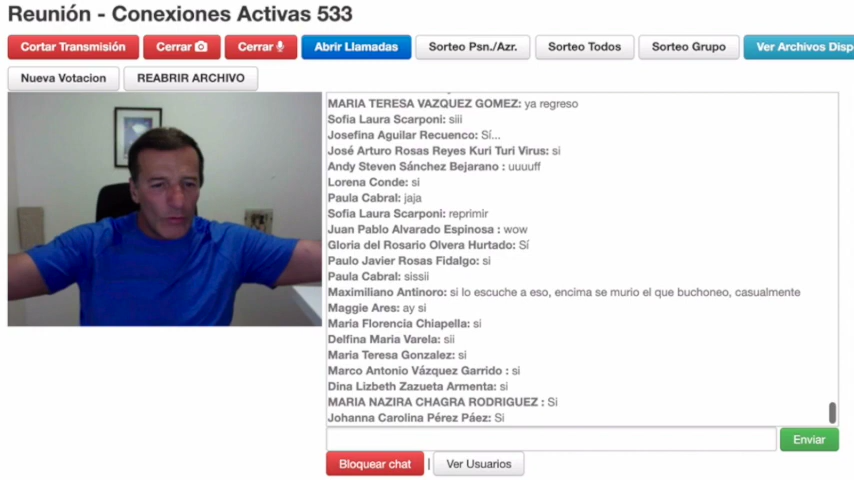 Reunión - Conexiones Activas 533
Cortar Transmisión Cerrar Cerrar Abrir Llamadas Sorteo Psn./Azr. Sorteo Todos Sorteo Grupo Ver Archivos Disp
Nueva Votacion REABRIR ARCHIVO
MARIA TERESA VAZQUEZ GOMEZ: ya regreso
Sofia Laura Scarponi: siii
Josefina Aguilar Recuenco: Sí...
José Arturo Rosas Reyes Kuri Turi Virus: si
Andy Steven Sánchez Bejarano : uuuuff
Lorena Conde: si
Paula Cabral: jaja
Sofia Laura Scarponi: reprimir
Juan Pablo Alvarado Espinosa : wow
Gloria del Rosario Olvera Hurtado: Sí
Paulo Javier Rosas Fidalgo: si
Paula Cabral: sissii
Maximiliano Antinoro: si lo escuche a eso, encima se murio el que buchoneo, casualmente
Maggie Ares: ay si
Maria Florencia Chiapella: si
Delfina Maria Varela: sii
Maria Teresa Gonzalez: si
Marco Antonio Vázquez Garrido : si
Dina Lizbeth Zazueta Armenta: si
MARIA NAZIRA CHAGRA RODRIGUEZ : Si
Johanna Carolina Pérez Páez: Si
Enviar
Bloquear chat | Ver Usuarios